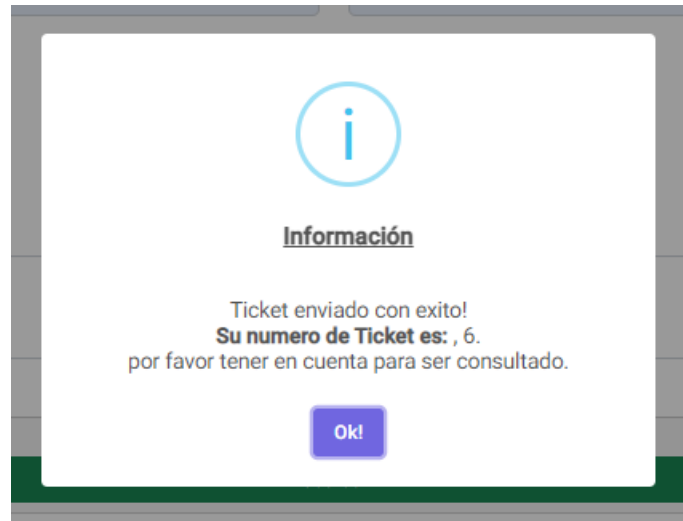 i
Información
Ticket enviado con exito!
Su numero de Ticket es: , 6.
por favor tener en cuenta para ser consultado.
Ok!